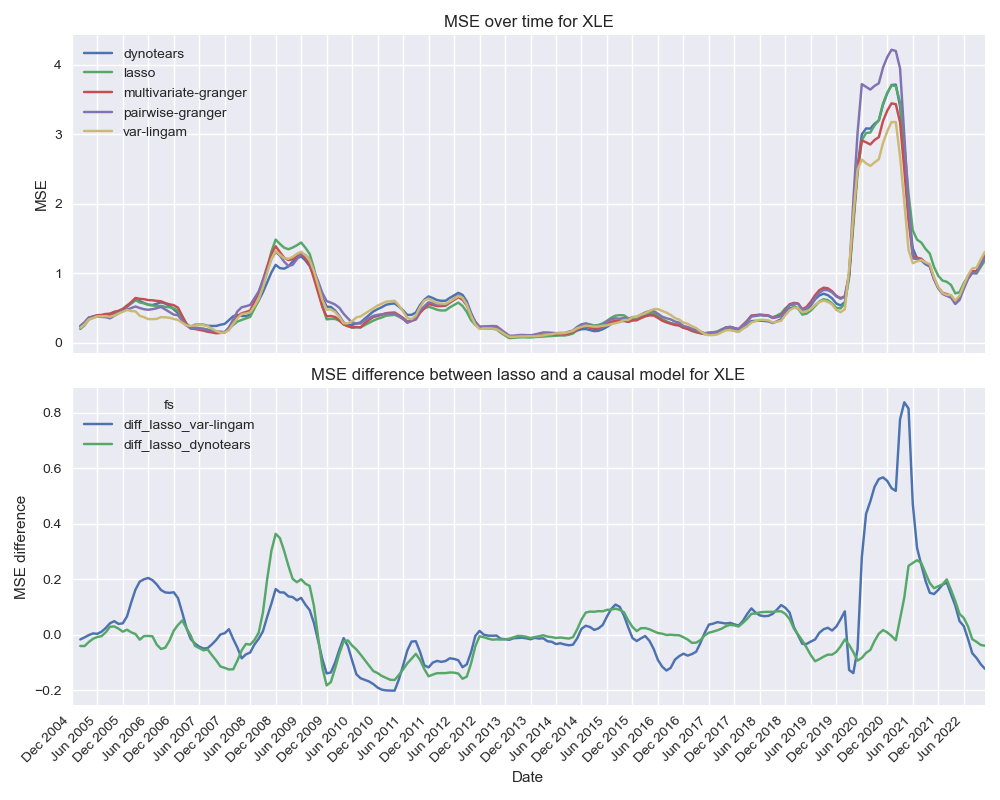 MSE over time for XLE
dynotears
lasso
multivariate-granger
pairwise-granger
var-lingam
4
3
2
1
0
MSE
MSE difference between lasso and a causal model for XLE
fs
diff_lasso_var-lingam
diff_lasso_dynotears
0.8
0.6
0.4
0.2
0.0
−0.2
MSE difference
Dec 2004
Jun 2005
Dec 2005
Jun 2006
Dec 2006
Jun 2007
Dec 2007
Jun 2008
Dec 2008
Jun 2009
Dec 2009
Jun 2010
Dec 2010
Jun 2011
Dec 2011
Jun 2012
Dec 2012
Jun 2013
Dec 2013
Jun 2014
Dec 2014
Jun 2015
Dec 2015
Jun 2016
Dec 2016
Jun 2017
Dec 2017
Jun 2018
Dec 2018
Jun 2019
Dec 2019
Jun 2020
Dec 2020
Jun 2021
Dec 2021
Jun 2022
Date